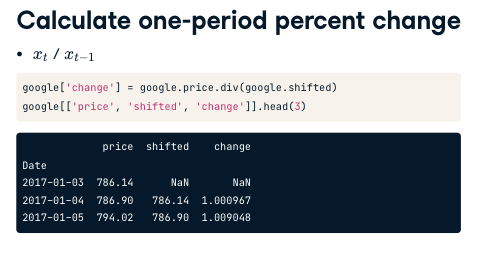 Calculate one-period percent change
• xₜ / xₜ₋₁
google['change'] = google.price.div(google.shifted)
google[['price', 'shifted', 'change']].head(3)
            price  shifted    change
Date
2017-01-03  786.14      NaN       NaN
2017-01-04  786.90   786.14  1.000967
2017-01-05  794.02   786.90  1.009048